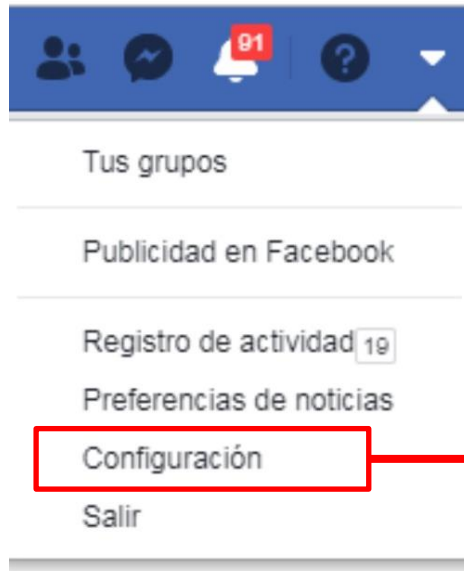 91
Tus grupos
Publicidad en Facebook
Registro de actividad 19
Preferencias de noticias
Configuración
Salir